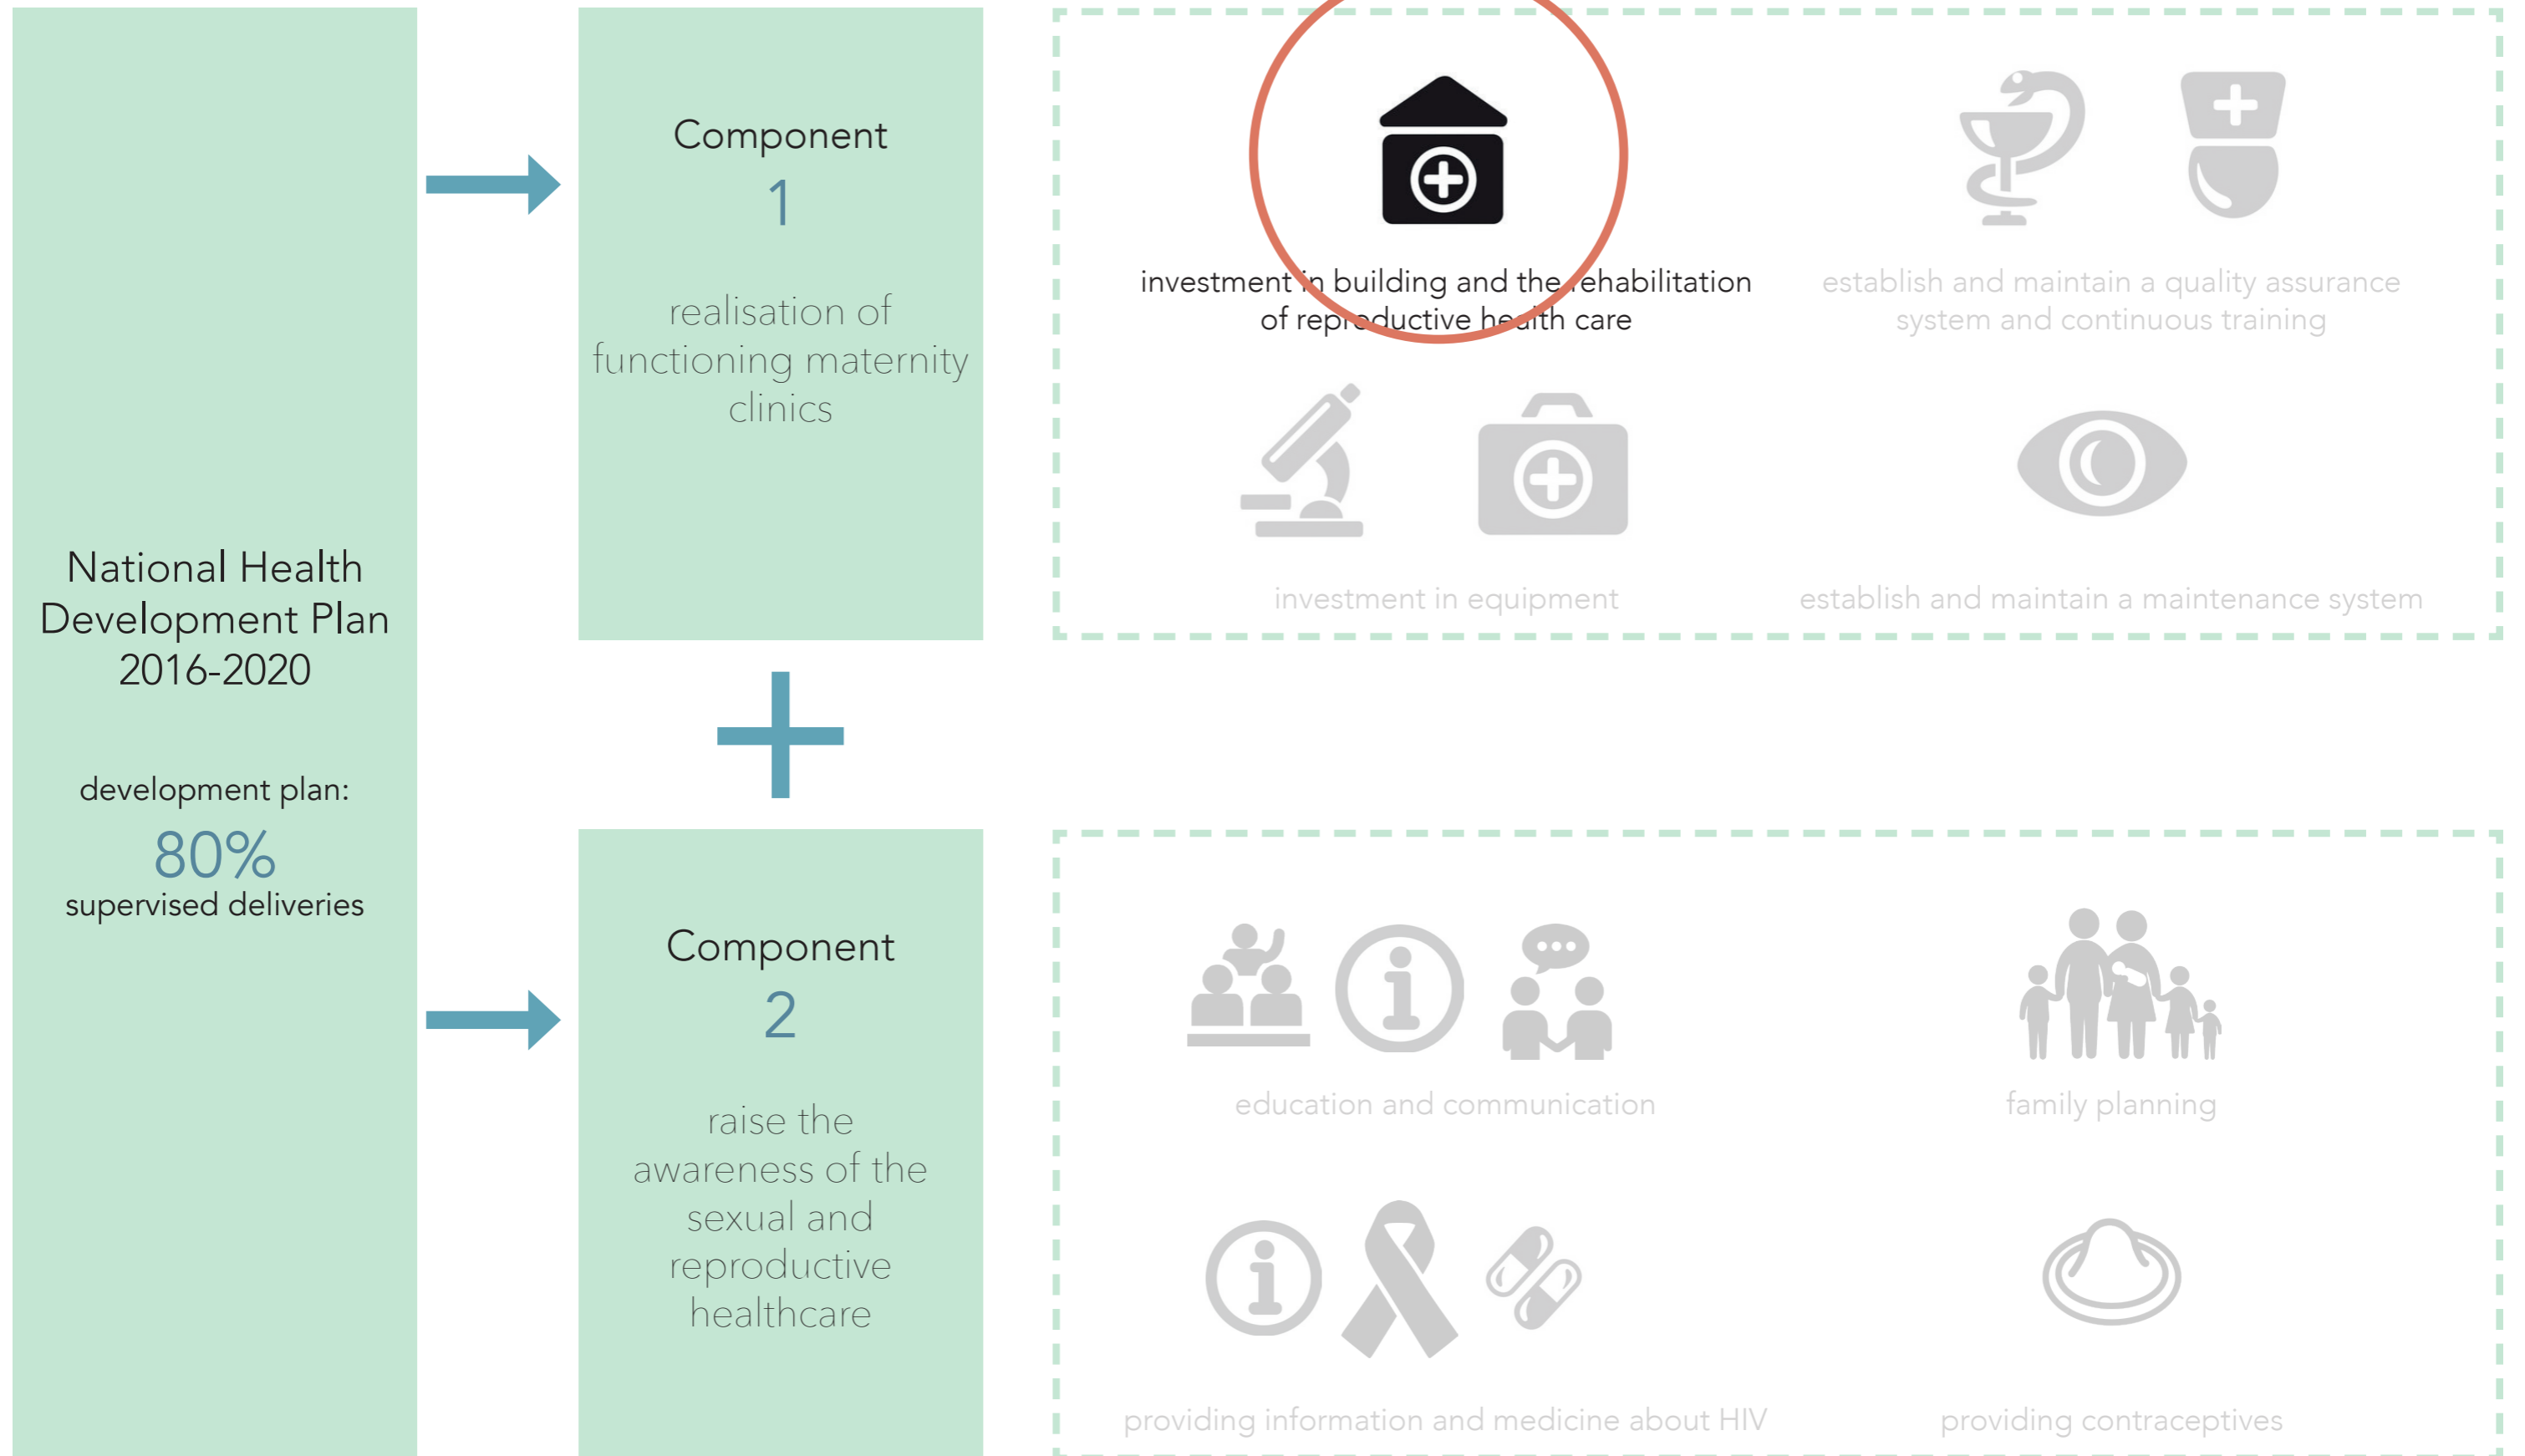 National Health
Development Plan
2016-2020
development plan:
80%
supervised deliveries
Component
1
realisation of
functioning maternity
clinics
investment in building and the rehabilitation
of reproductive health care
establish and maintain a quality assurance
system and continuous training
investment in equipment
establish and maintain a maintenance system
Component
2
raise the
awareness of the
sexual and
reproductive
healthcare
education and communication
family planning
providing information and medicine about HIV
providing contraceptives